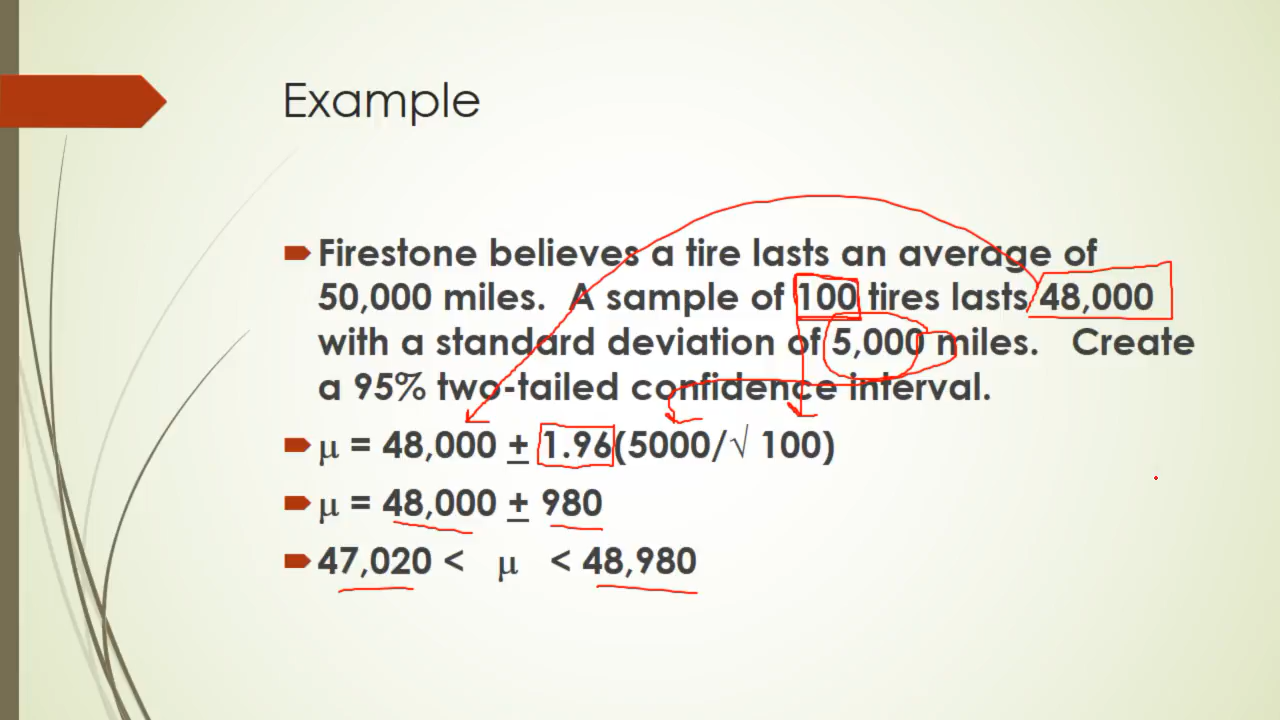 Example
Firestone believes a tire lasts an average of
50,000 miles. A sample of 100 tires lasts 48,000
with a standard deviation of 5,000 miles. Create
a 95% two-tailed confidence interval.
μ = 48,000 ± 1.96(5000/√ 100)
μ = 48,000 ± 980
47,020 < μ < 48,980